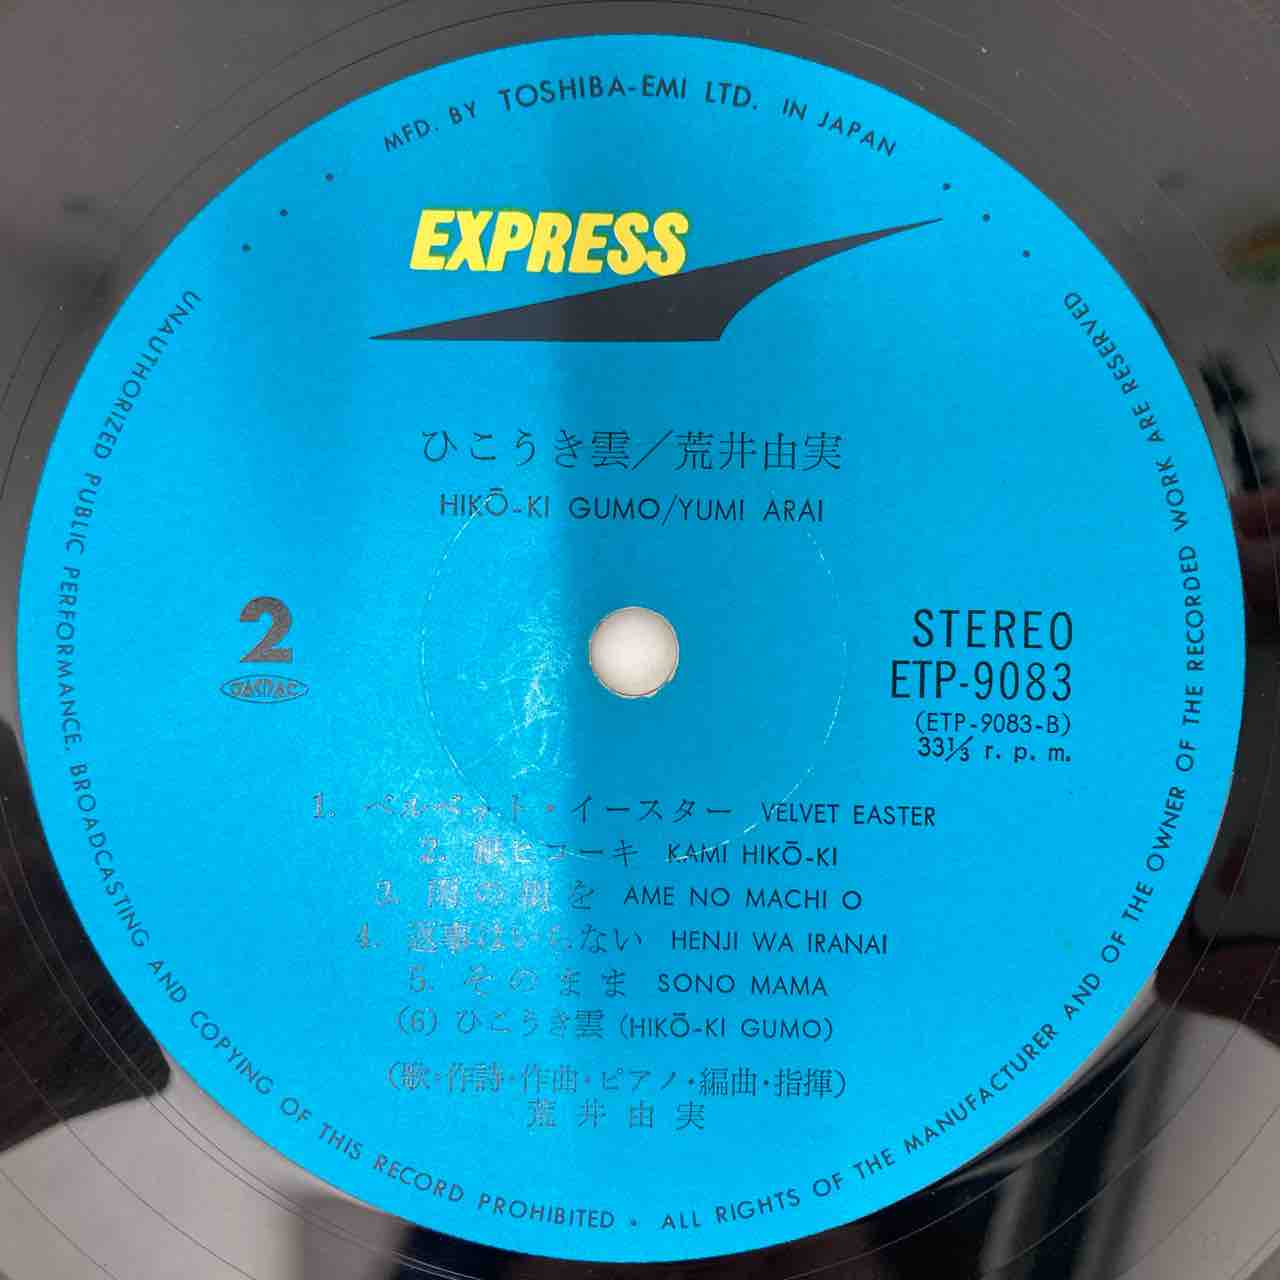 MFD. BY TOSHIBA-EMI LTD. IN JAPAN
EXPRESS
ひこうき雲／荒井由実
HIKŌ-KI GUMO/YUMI ARAI
2
JASRAC
STEREO
ETP-9083
(ETP-9083-B)
33⅓ r. p. m.
1. ベルベット・イースター VELVET EASTER
2. 紙ヒコーキ KAMI HIKŌ-KI
3. 雨の街を AME NO MACHI O
4. 返事はいらない HENJI WA IRANAI
5. そのまま SONO MAMA
(6) ひこうき雲 (HIKŌ-KI GUMO)
(歌・作詩・作曲・ピアノ・編曲・指揮)
荒井由実
UNAUTHORIZED PUBLIC PERFORMANCE. BROADCASTING AND COPYING OF THIS RECORD PROHIBITED • ALL RIGHTS OF THE MANUFACTURER AND OF THE OWNER OF THE RECORDED WORK ARE RESERVED